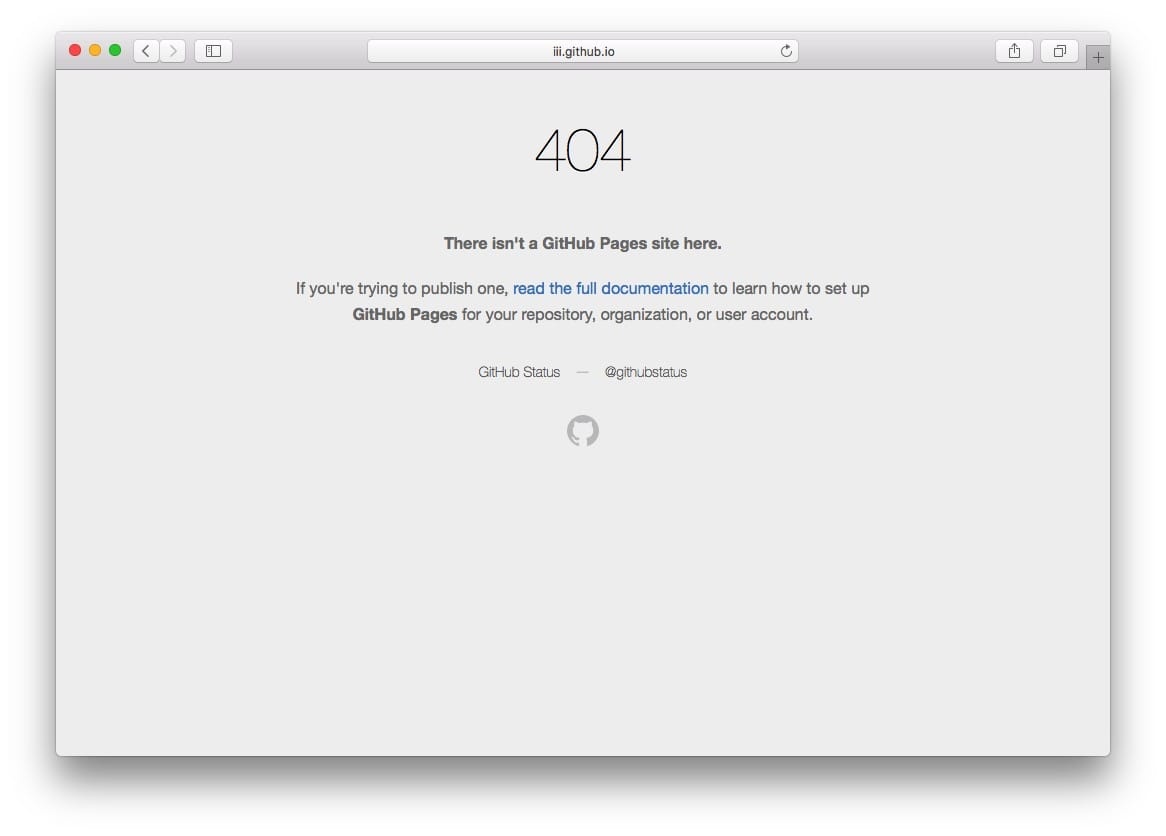 iii.github.io
404
There isn't a GitHub Pages site here.
If you're trying to publish one, read the full documentation to learn how to set up
GitHub Pages for your repository, organization, or user account.
GitHub Status — @githubstatus